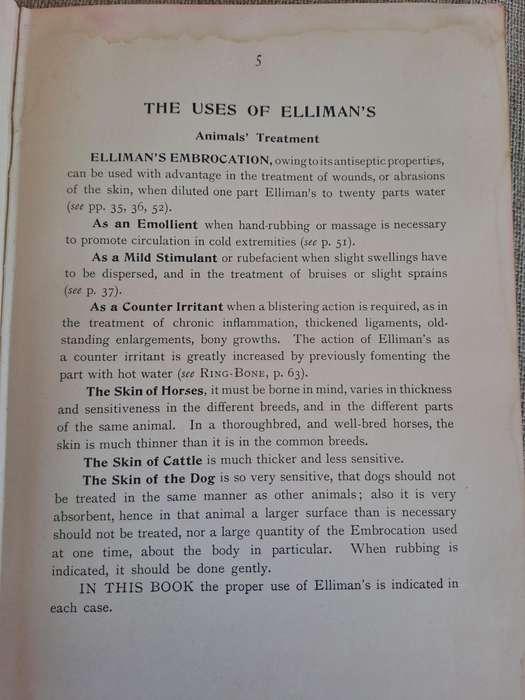 5
THE USES OF ELLIMAN'S
Animals' Treatment
ELLIMAN'S EMBROCATION, owing to its antiseptic properties,
can be used with advantage in the treatment of wounds, or abrasions
of the skin, when diluted one part Elliman's to twenty parts water
(see pp. 35, 36, 52).
As an Emollient when hand-rubbing or massage is necessary
to promote circulation in cold extremities (see p. 51).
As a Mild Stimulant or rubefacient when slight swellings have
to be dispersed, and in the treatment of bruises or slight sprains
(see p. 37).
As a Counter Irritant when a blistering action is required, as in
the treatment of chronic inflammation, thickened ligaments, old-
standing enlargements, bony growths. The action of Elliman's as
a counter irritant is greatly increased by previously fomenting the
part with hot water (see RING-BONE, p. 63).
The Skin of Horses, it must be borne in mind, varies in thickness
and sensitiveness in the different breeds, and in the different parts
of the same animal. In a thoroughbred, and well-bred horses, the
skin is much thinner than it is in the common breeds.
The Skin of Cattle is much thicker and less sensitive.
The Skin of the Dog is so very sensitive, that dogs should not
be treated in the same manner as other animals; also it is very
absorbent, hence in that animal a larger surface than is necessary
should not be treated, nor a large quantity of the Embrocation used
at one time, about the body in particular. When rubbing is
indicated, it should be done gently.
IN THIS BOOK the proper use of Elliman's is indicated in
each case.